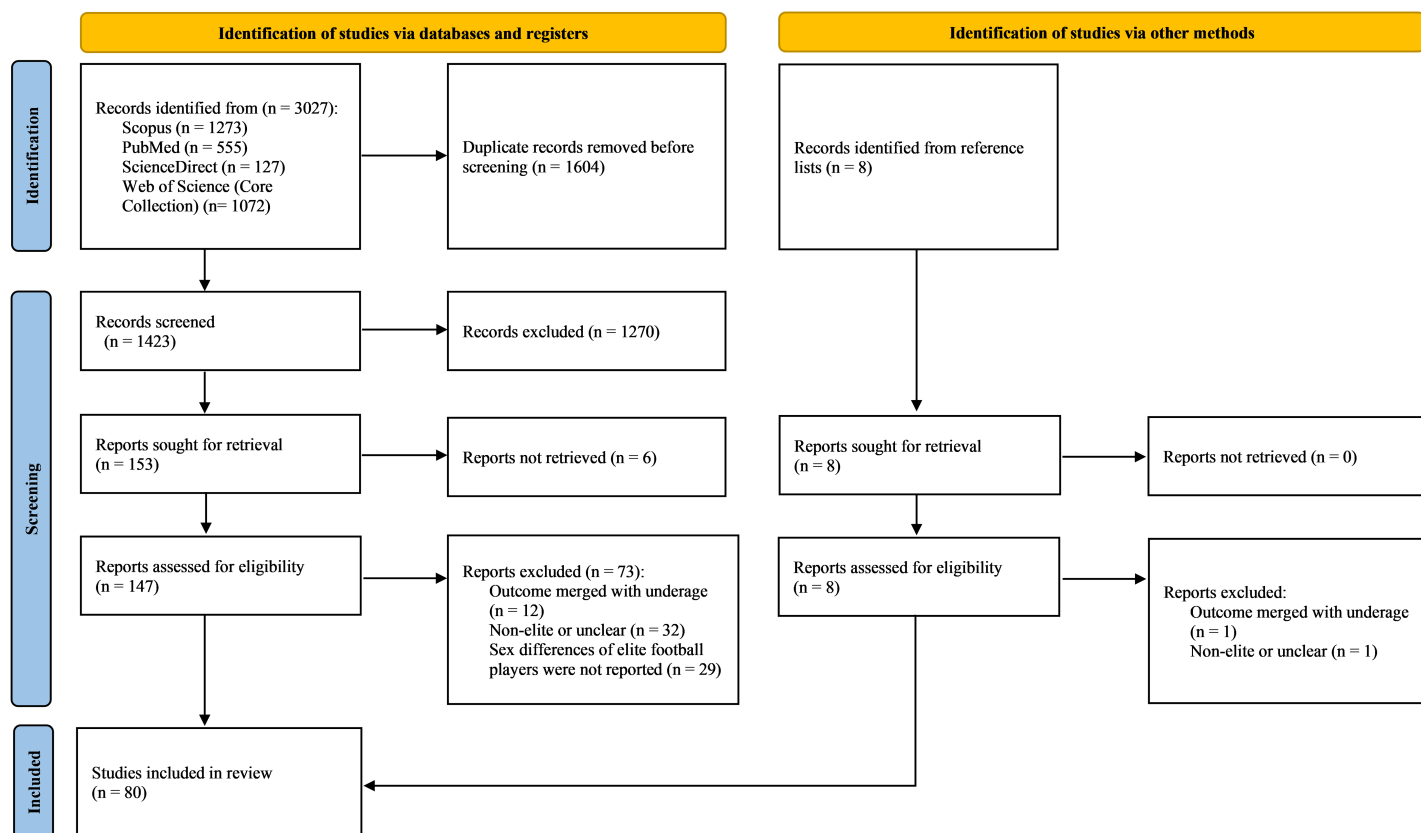 Identification of studies via databases and registers
Identification of studies via other methods
Identification
Records identified from (n = 3027):
Scopus (n = 1273)
PubMed (n = 555)
ScienceDirect (n = 127)
Web of Science (Core
Collection) (n= 1072)
Duplicate records removed before
screening (n = 1604)
Records identified from reference
lists (n = 8)
Screening
Records screened
(n = 1423)
Records excluded (n = 1270)
Reports sought for retrieval
(n = 153)
Reports not retrieved (n = 6)
Reports sought for retrieval
(n = 8)
Reports not retrieved (n = 0)
Reports assessed for eligibility
(n = 147)
Reports excluded (n = 73):
Outcome merged with underage
(n = 12)
Non-elite or unclear (n = 32)
Sex differences of elite football
players were not reported (n = 29)
Reports assessed for eligibility
(n = 8)
Reports excluded:
Outcome merged with underage
(n = 1)
Non-elite or unclear (n = 1)
Included
Studies included in review
(n = 80)